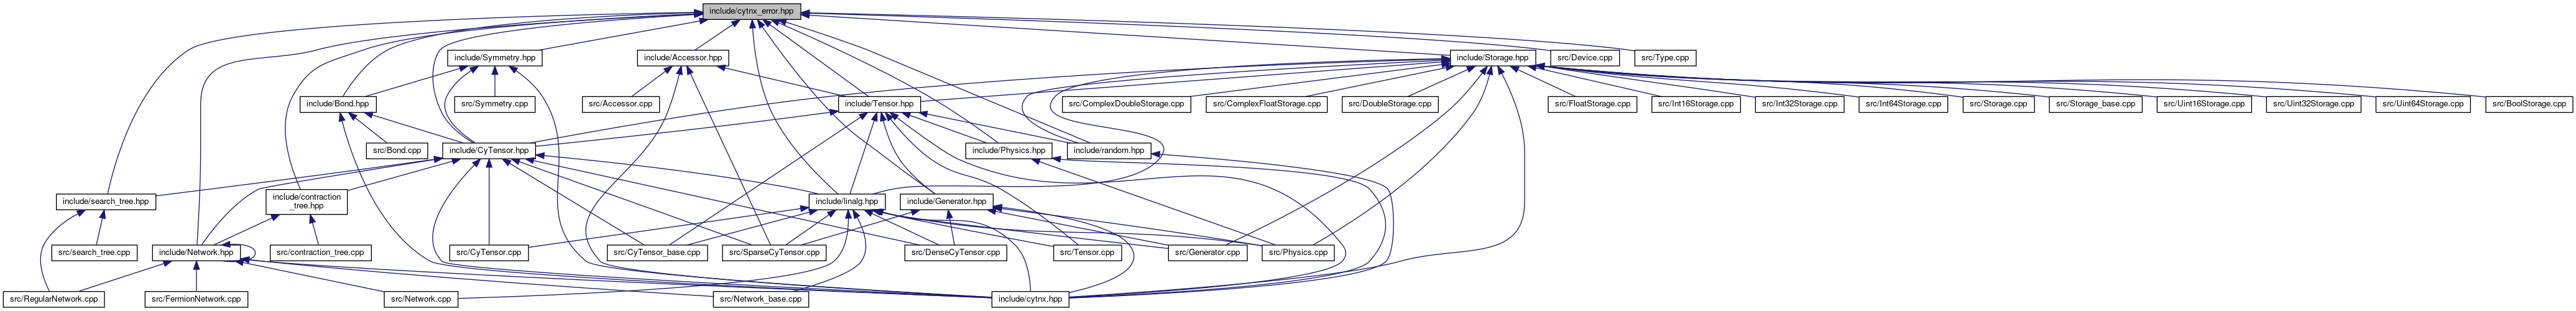 include/cytnx_error.hpp
include/Symmetry.hpp
include/Accessor.hpp
include/Storage.hpp
src/Device.cpp
src/Type.cpp
include/Bond.hpp
src/Symmetry.cpp
src/Accessor.cpp
include/Tensor.hpp
src/ComplexDoubleStorage.cpp
src/ComplexFloatStorage.cpp
src/DoubleStorage.cpp
src/FloatStorage.cpp
src/Int16Storage.cpp
src/Int32Storage.cpp
src/Int64Storage.cpp
src/Storage.cpp
src/Storage_base.cpp
src/Uint16Storage.cpp
src/Uint32Storage.cpp
src/Uint64Storage.cpp
src/BoolStorage.cpp
src/Bond.cpp
include/CyTensor.hpp
include/Physics.hpp
include/random.hpp
include/search_tree.hpp
include/contraction
_tree.hpp
include/linalg.hpp
include/Generator.hpp
src/search_tree.cpp
include/Network.hpp
src/contraction_tree.cpp
src/CyTensor.cpp
src/CyTensor_base.cpp
src/SparseCyTensor.cpp
src/DenseCyTensor.cpp
src/Tensor.cpp
src/Generator.cpp
src/Physics.cpp
src/RegularNetwork.cpp
src/FermionNetwork.cpp
src/Network.cpp
src/Network_base.cpp
include/cytnx.hpp